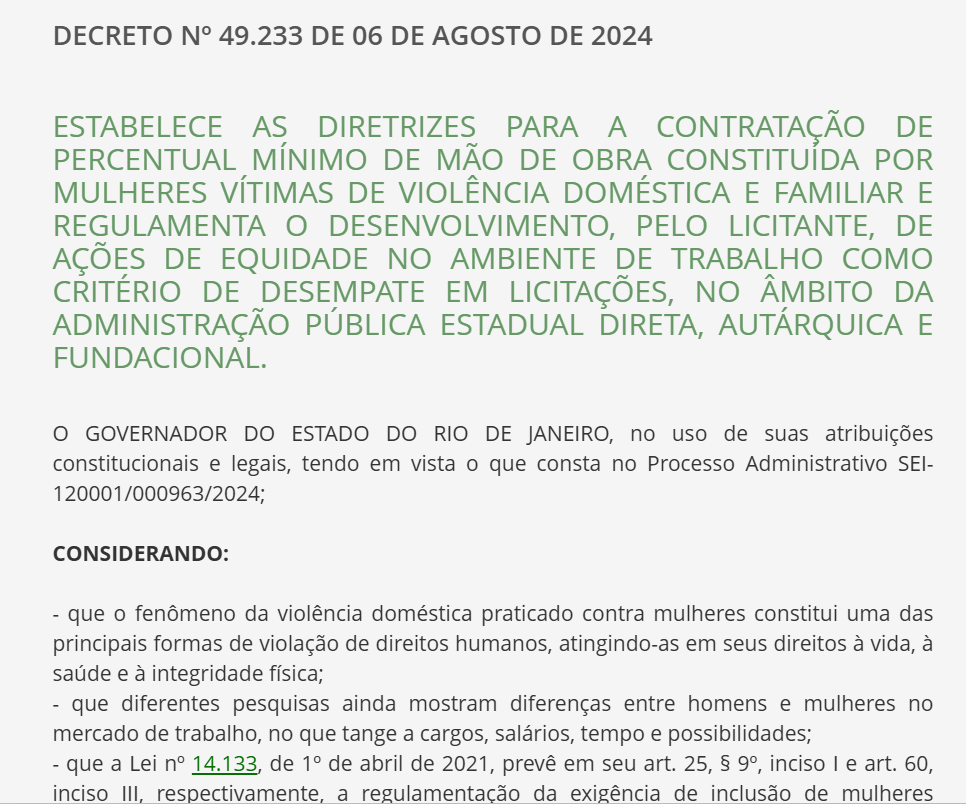 DECRETO Nº 49.233 DE 06 DE AGOSTO DE 2024
ESTABELECE AS DIRETRIZES PARA A CONTRATAÇÃO DE
PERCENTUAL MÍNIMO DE MÃO DE OBRA CONSTITUÍDA POR
MULHERES VÍTIMAS DE VIOLÊNCIA DOMÉSTICA E FAMILIAR E
REGULAMENTA O DESENVOLVIMENTO, PELO LICITANTE, DE
AÇÕES DE EQUIDADE NO AMBIENTE DE TRABALHO COMO
CRITÉRIO DE DESEMPATE EM LICITAÇÕES, NO ÂMBITO DA
ADMINISTRAÇÃO PÚBLICA ESTADUAL DIRETA, AUTÁRQUICA E
FUNDACIONAL.
O GOVERNADOR DO ESTADO DO RIO DE JANEIRO, no uso de suas atribuições
constitucionais e legais, tendo em vista o que consta no Processo Administrativo SEI-
120001/000963/2024;
CONSIDERANDO:
- que o fenômeno da violência doméstica praticado contra mulheres constitui uma das
principais formas de violação de direitos humanos, atingindo-as em seus direitos à vida, à
saúde e à integridade física;
- que diferentes pesquisas ainda mostram diferenças entre homens e mulheres no
mercado de trabalho, no que tange a cargos, salários, tempo e possibilidades;
- que a Lei nº 14.133, de 1º de abril de 2021, prevê em seu art. 25, § 9º, inciso I e art. 60,
inciso III, respectivamente, a regulamentação da exigência de inclusão de mulheres